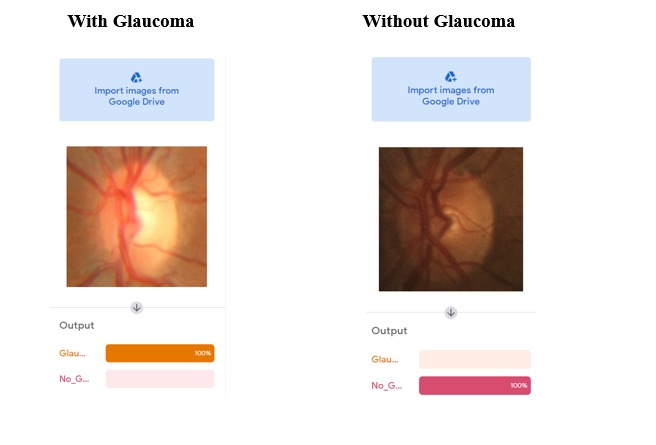 With Glaucoma
Import images from
Google Drive
Output
Glau...
100%
No_G...
Without Glaucoma
Import images from
Google Drive
Output
Glau...
No_G...
100%